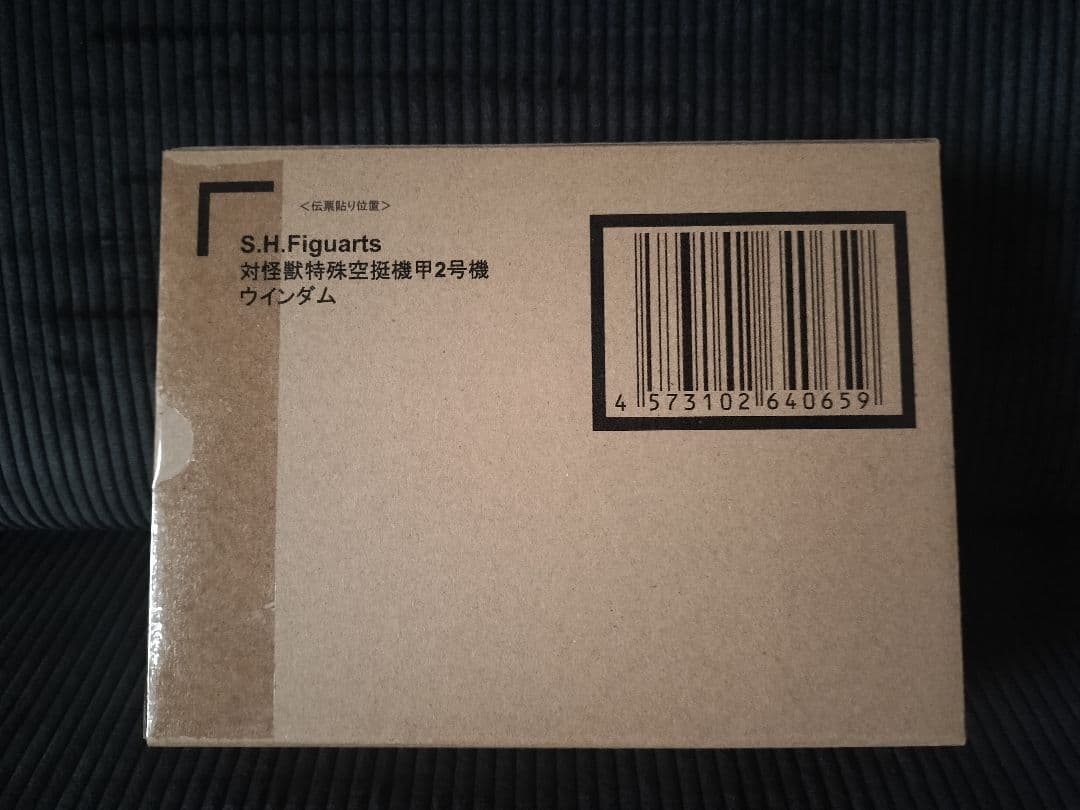 ＜伝票貼り位置＞
S.H.Figuarts
対怪獣特殊空挺機甲2号機
ウインダム
4 573102 640659